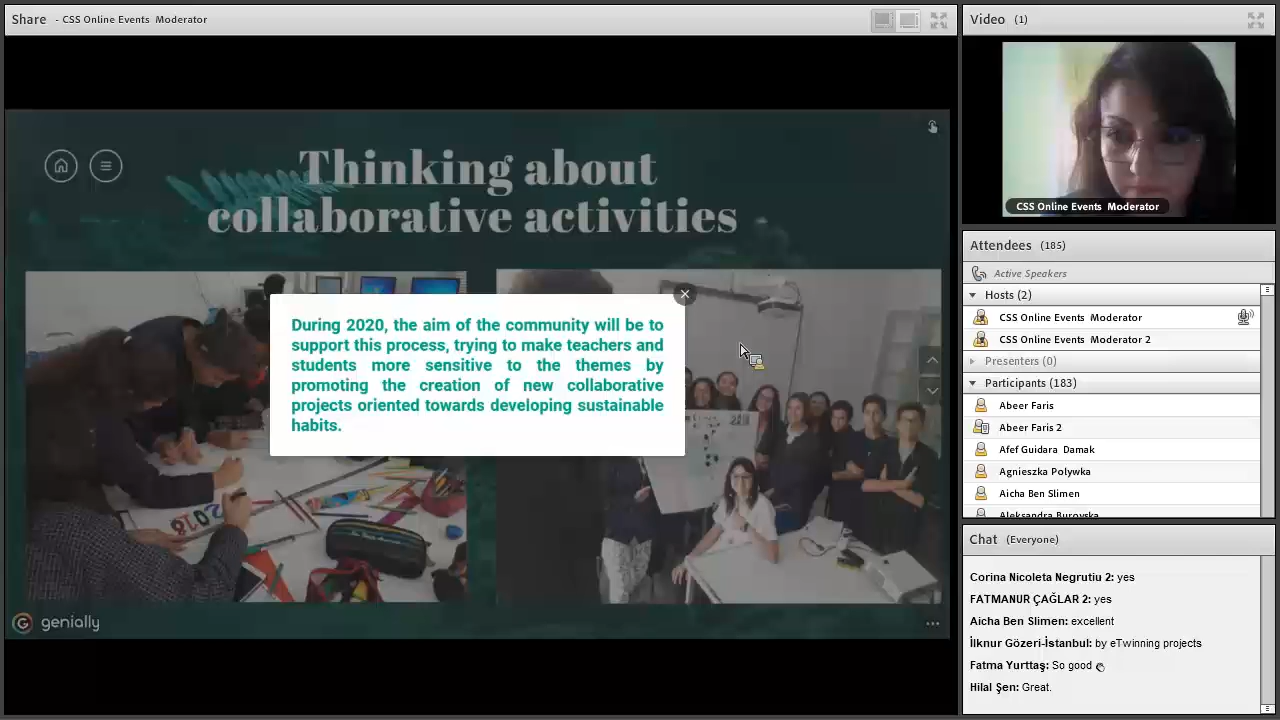 Share - CSS Online Events Moderator
Thinking about
collaborative activities
During 2020, the aim of the community will be to
support this process, trying to make teachers and
students more sensitive to the themes by
promoting the creation of new collaborative
projects oriented towards developing sustainable
habits.
2018
genially
Video (1)
CSS Online Events Moderator
Attendees (185)
Active Speakers
Hosts (2)
CSS Online Events Moderator
CSS Online Events Moderator 2
Presenters (0)
Participants (183)
Abeer Faris
Abeer Faris 2
Afef Guidara Damak
Agnieszka Polywka
Aicha Ben Slimen
Aleksandra Burovska
Chat (Everyone)
Corina Nicoleta Negrutiu 2: yes
FATMANUR ÇAĞLAR 2: yes
Aicha Ben Slimen: excellent
İlknur Gözeri-İstanbul: by eTwinning projects
Fatma Yurttaş: So good
Hilal Şen: Great.